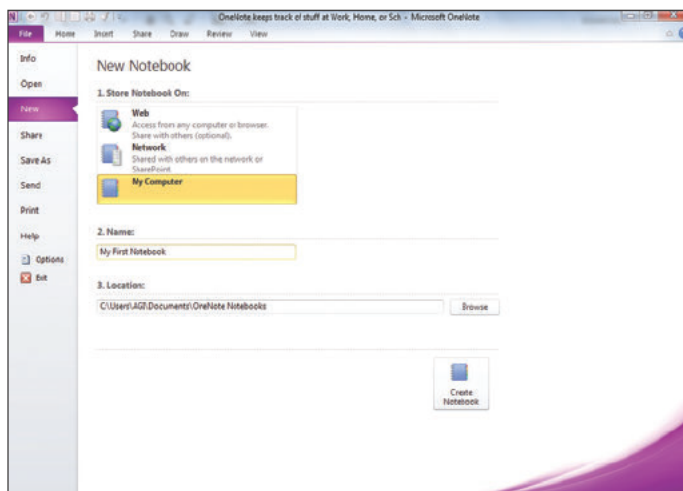 OneNote keeps track of stuff at Work, Home, or Sch - Microsoft OneNote
File Home Insert Share Draw Review View
Info
Open
New
Share
Save As
Send
Print
Help
Options
Exit
New Notebook
1. Store Notebook On:
Web
Access from any computer or browser.
Share with others (optional).
Network
Shared with others on the network or
SharePoint
My Computer
2. Name:
My First Notebook
3. Location:
C:\Users\AGI\Documents\OneNote Notebooks
Browse
Create
Notebook